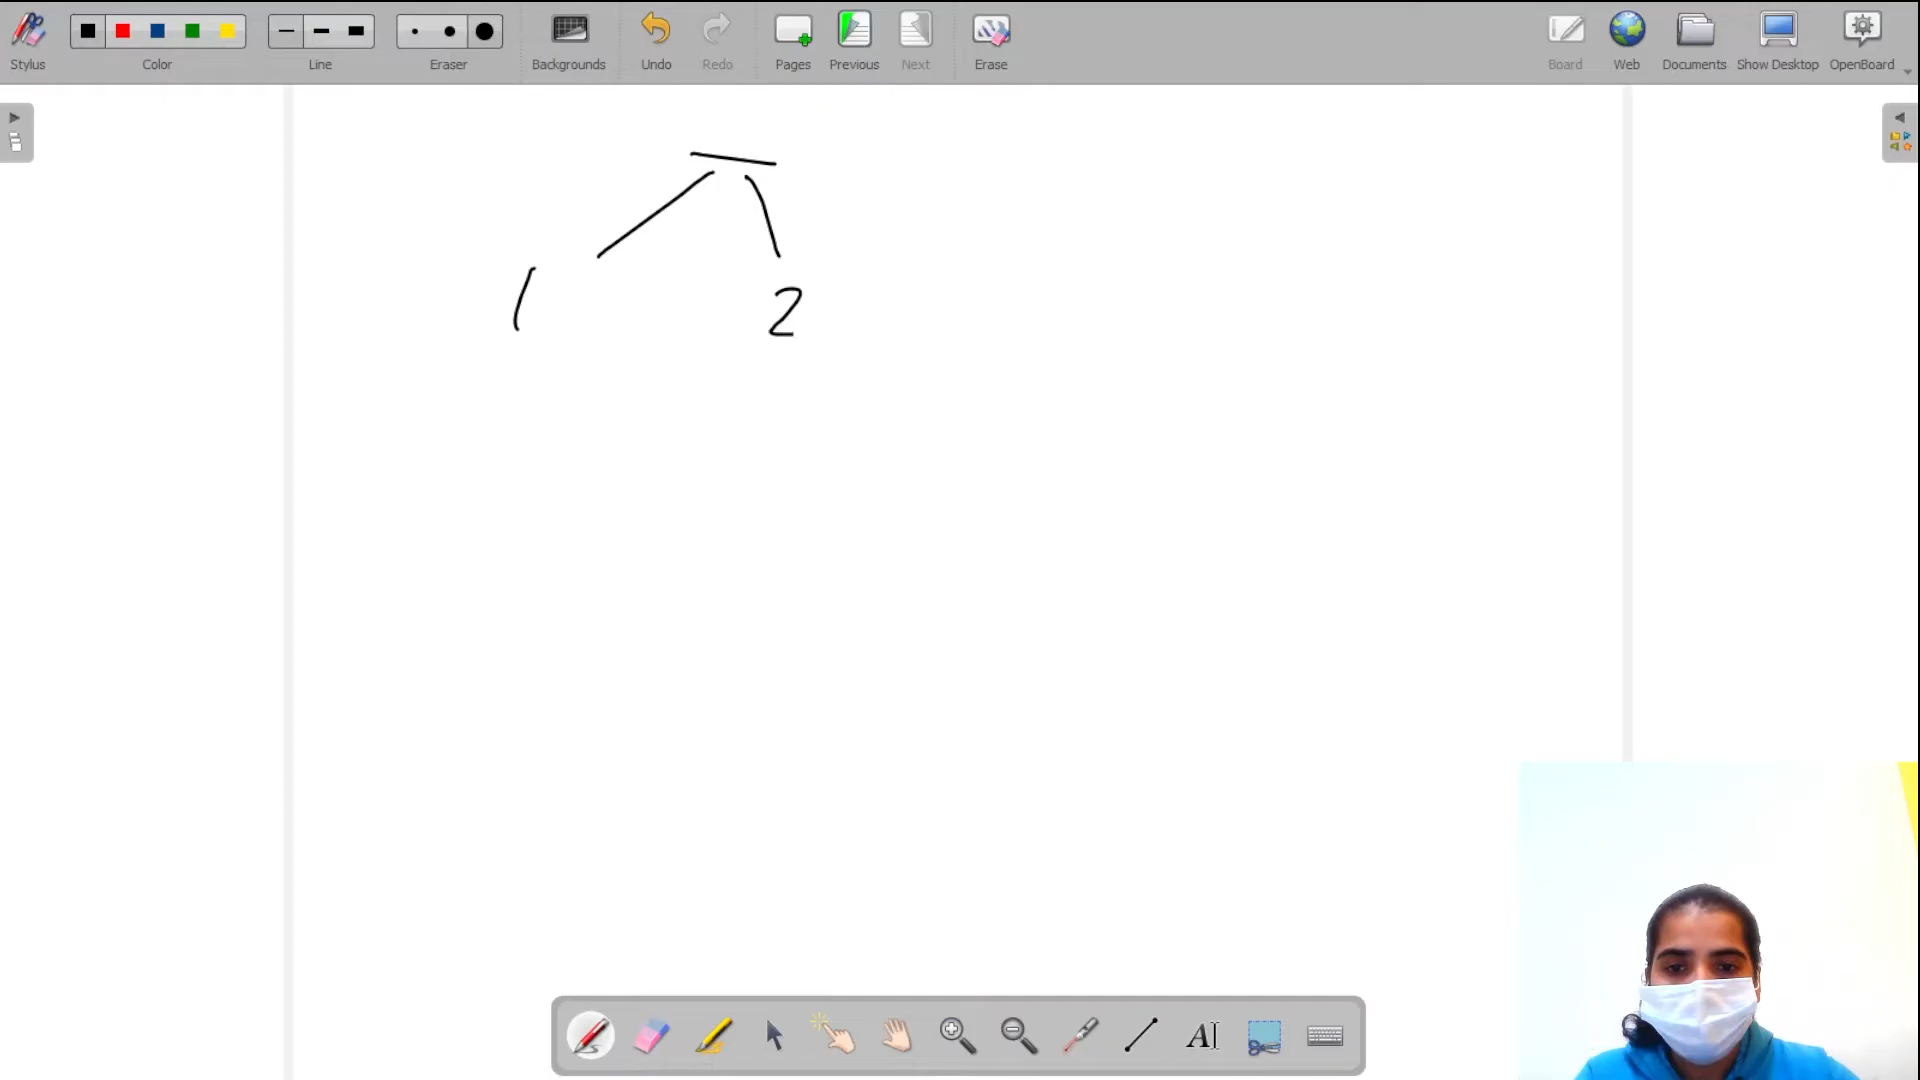 Stylus Color Line Eraser Backgrounds Undo Redo Pages Previous Next Erase Board Web Documents Show Desktop OpenBoard
1 2
A